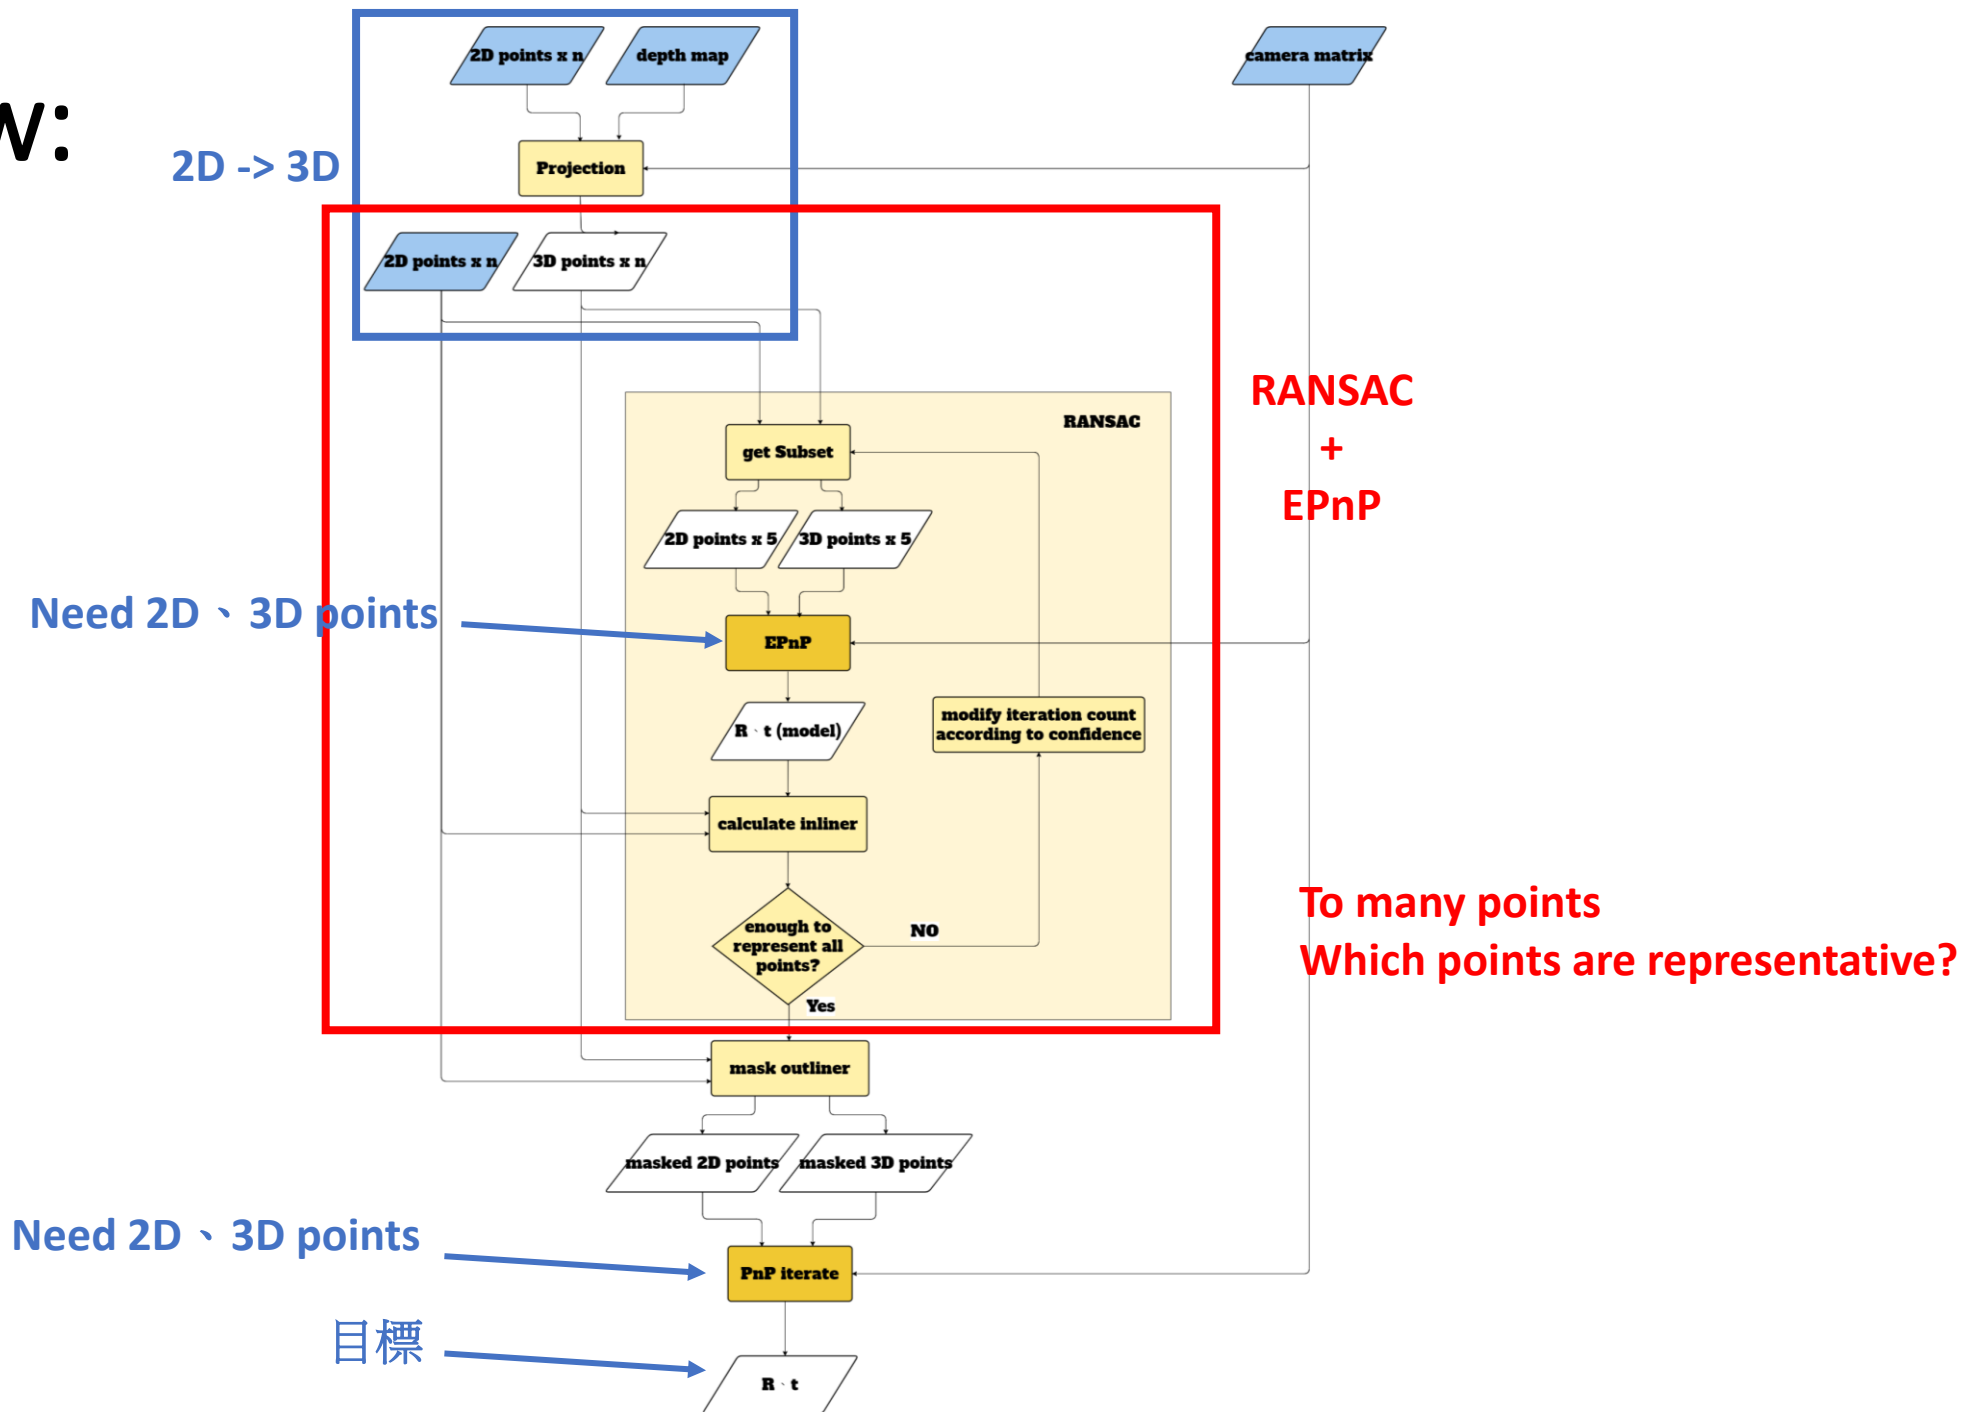 w:
2D -> 3D
2D points x n
depth map
camera matrix
Projection
2D points x n
3D points x n
RANSAC
+
EPnP
RANSAC
get Subset
2D points x 5
3D points x 5
Need 2D、3D points
EPnP
R、t (model)
modify iteration count
according to confidence
calculate inliner
enough to
represent all
points?
NO
Yes
To many points
Which points are representative?
mask outliner
masked 2D points
masked 3D points
Need 2D、3D points
PnP iterate
目標
R、t